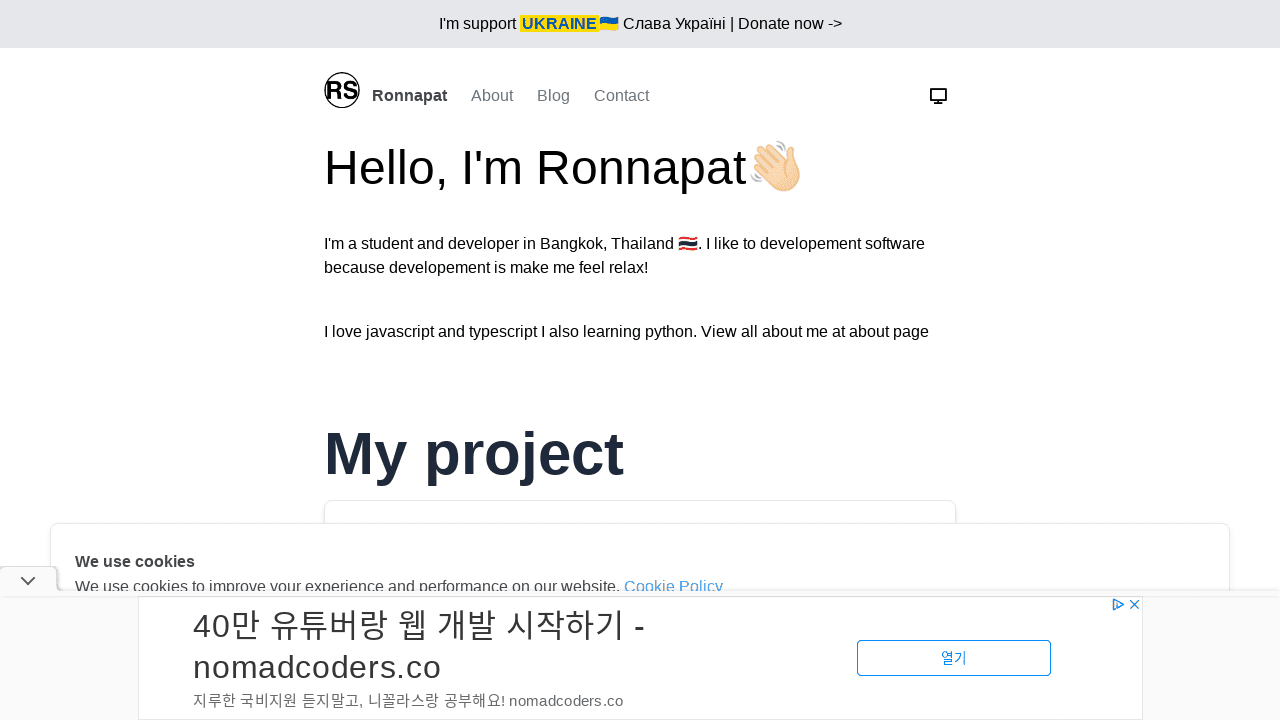 I'm support UKRAINE🇺🇦 Слава Україні | Donate now ->
RS Ronnapat About Blog Contact
Hello, I'm Ronnapat👋🏻
I'm a student and developer in Bangkok, Thailand 🇹🇭. I like to developement software
because developement is make me feel relax!
I love javascript and typescript I also learning python. View all about me at about page
My project
We use cookies
We use cookies to improve your experience and performance on our website. Cookie Policy
40만 유튜버랑 웹 개발 시작하기 -
nomadcoders.co
지루한 국비지원 듣지말고, 니꼴라스랑 공부해요! nomadcoders.co
열기